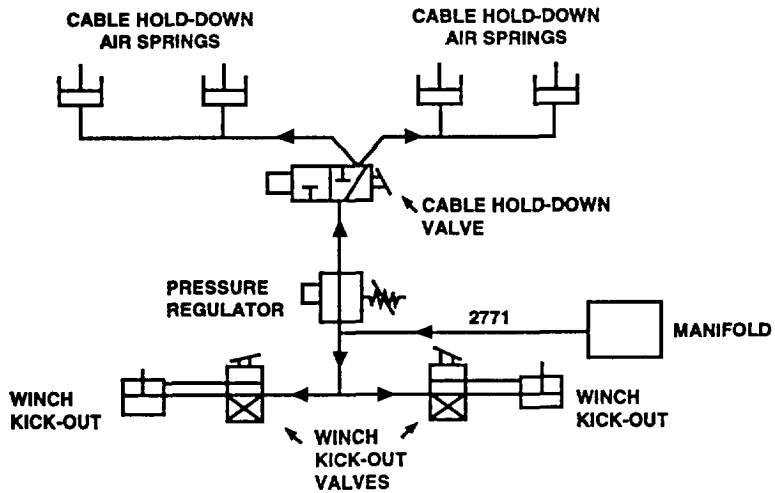 CABLE HOLD-DOWN
AIR SPRINGS
CABLE HOLD-DOWN
AIR SPRINGS
CABLE HOLD-DOWN
VALVE
PRESSURE
REGULATOR
2771
MANIFOLD
WINCH
KICK-OUT
WINCH
KICK-OUT
VALVES
WINCH
KICK-OUT